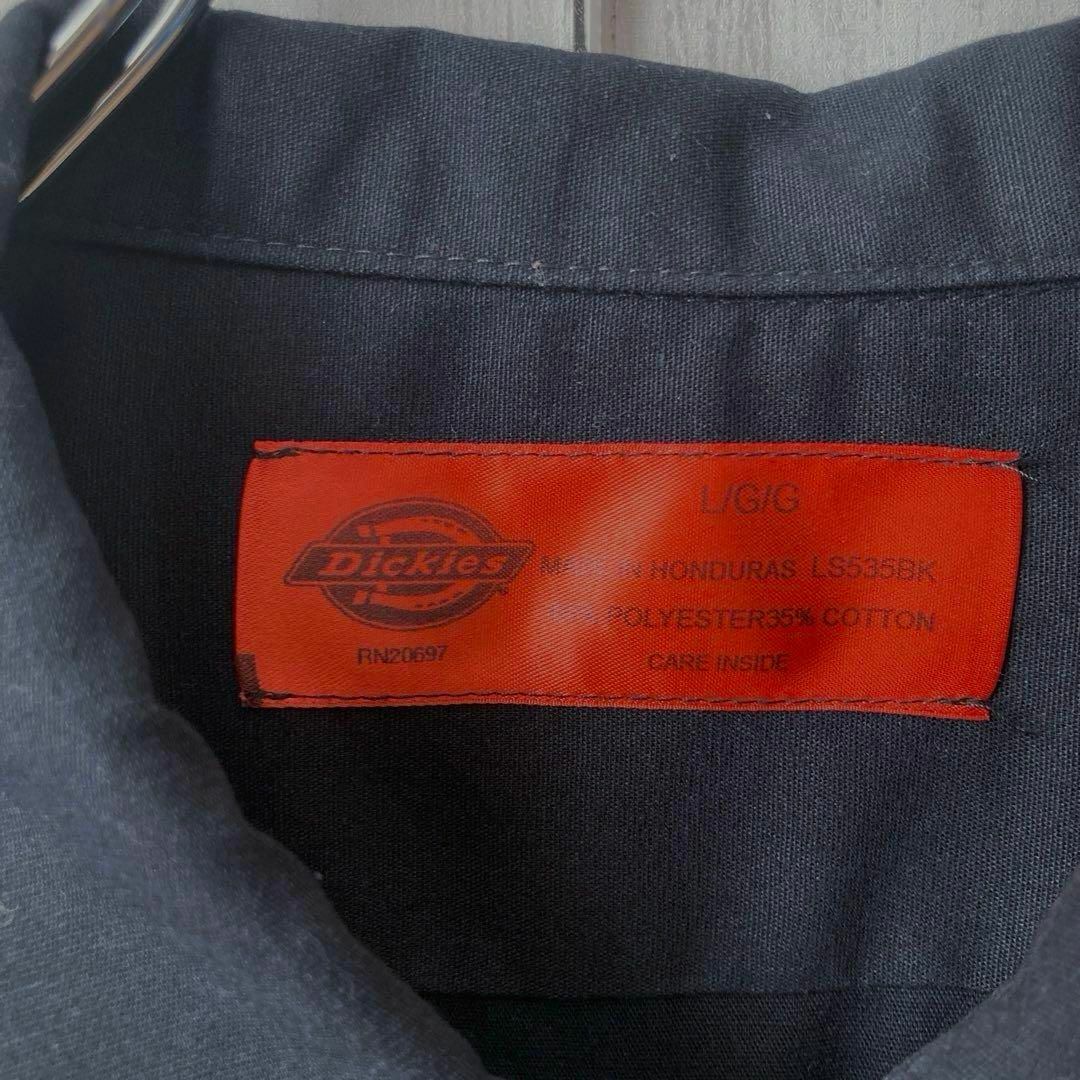 L/G/G
Dickies
MADE IN HONDURAS LS535BK
POLYESTER35% COTTON
RN20697
CARE INSIDE